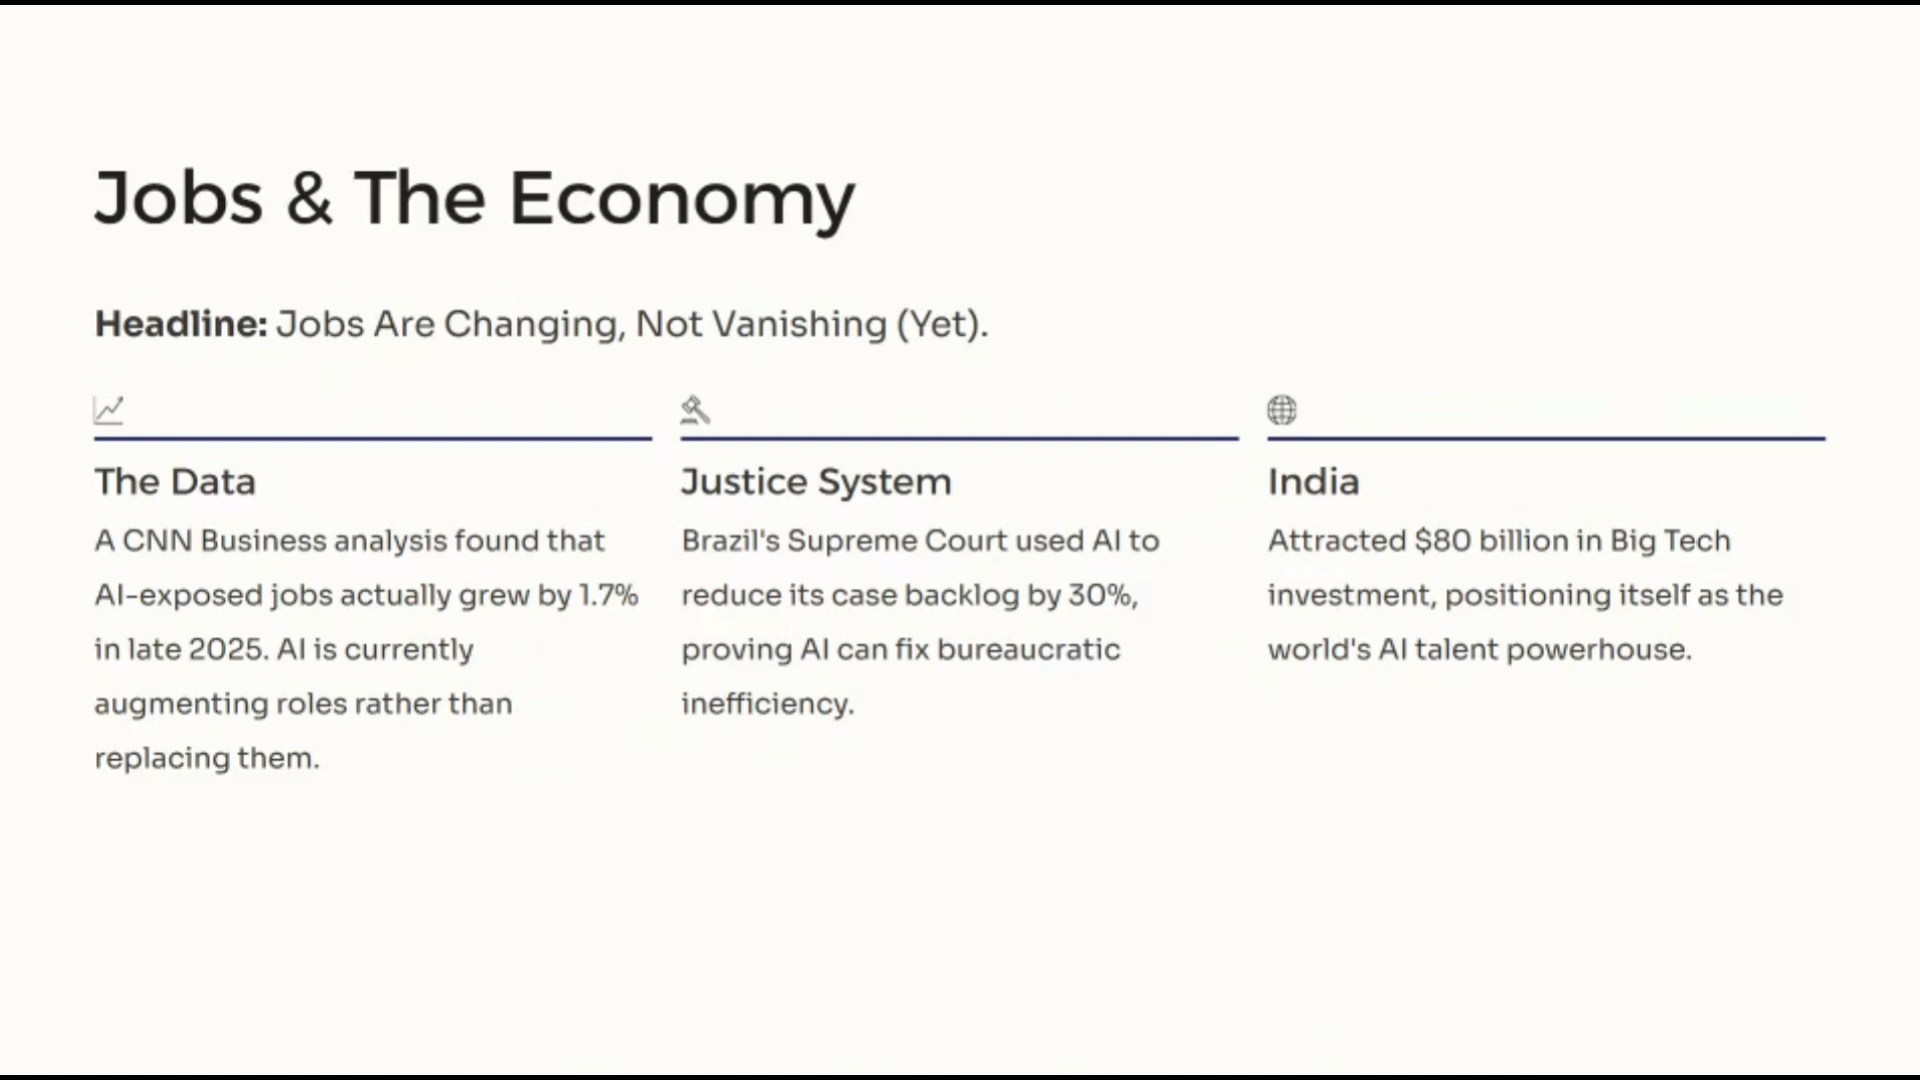 Jobs & The Economy
Headline: Jobs Are Changing, Not Vanishing (Yet).
The Data
A CNN Business analysis found that
AI-exposed jobs actually grew by 1.7%
in late 2025. AI is currently
augmenting roles rather than
replacing them.
Justice System
Brazil's Supreme Court used AI to
reduce its case backlog by 30%,
proving AI can fix bureaucratic
inefficiency.
India
Attracted $80 billion in Big Tech
investment, positioning itself as the
world's AI talent powerhouse.